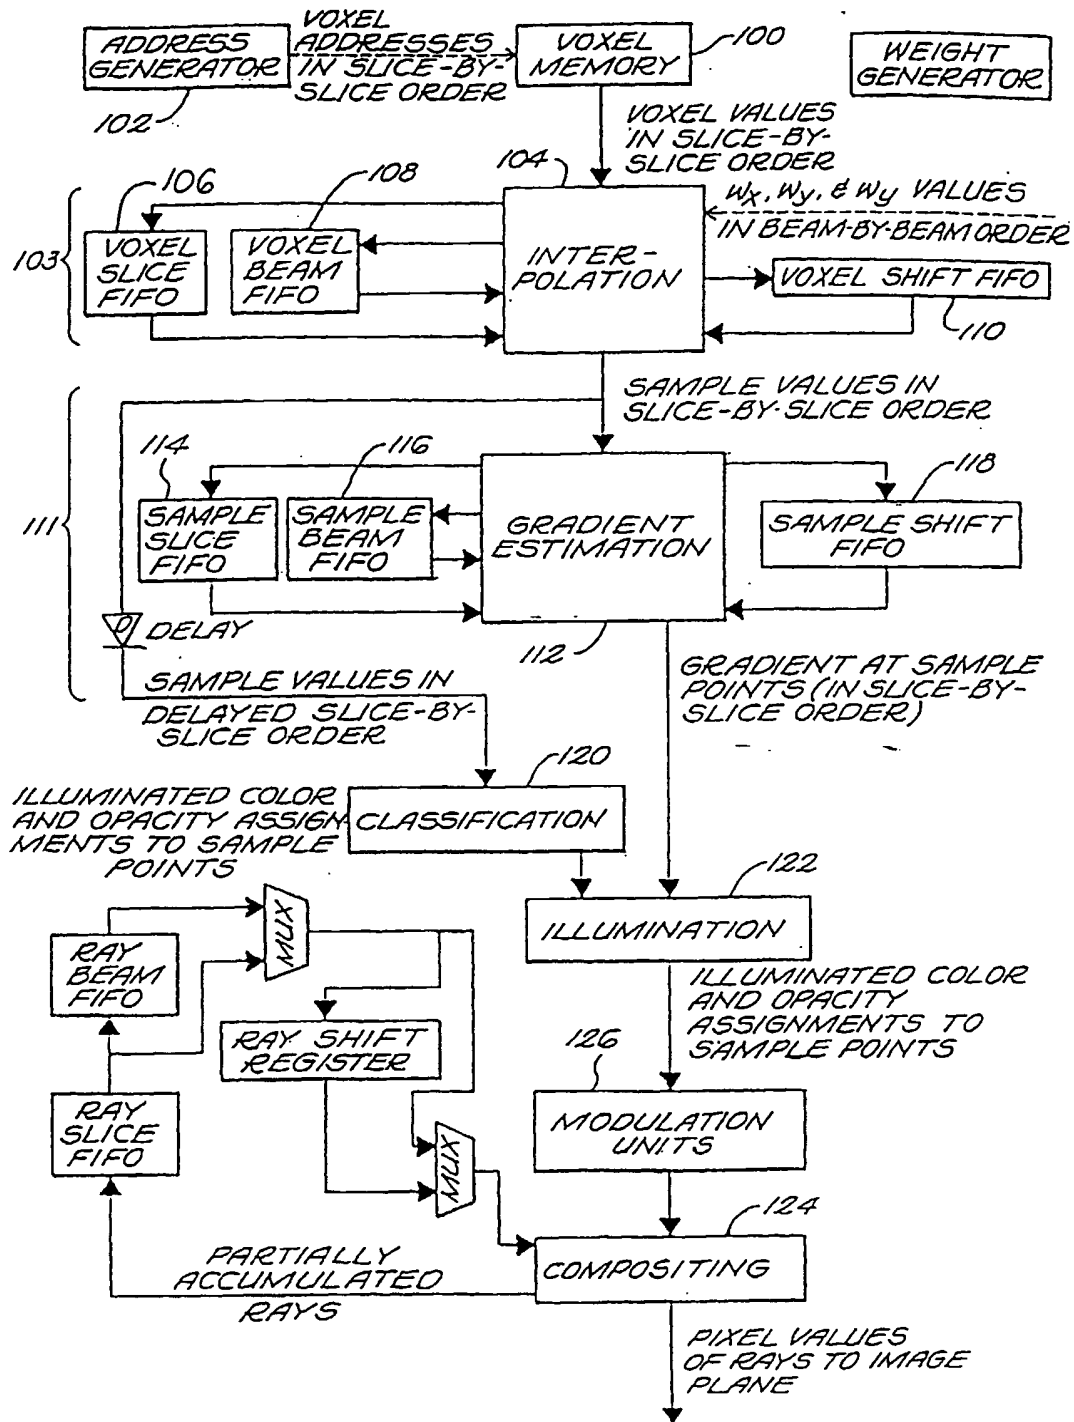 ADDRESS
GENERATOR
102
VOXEL
ADDRESSES
IN SLICE-BY-
SLICE ORDER
VOXEL
MEMORY
100
WEIGHT
GENERATOR
VOXEL VALUES
IN SLICE-BY-
SLICE ORDER
103
106
VOXEL
SLICE
FIFO
108
VOXEL
BEAM
FIFO
104
INTER-
POLATION
Wx, Wy, & Wy VALUES
IN BEAM-BY-BEAM ORDER
VOXEL SHIFT FIFO
110
SAMPLE VALUES IN
SLICE-BY-SLICE ORDER
111
114
SAMPLE
SLICE
FIFO
116
SAMPLE
BEAM
FIFO
GRADIENT
ESTIMATION
112
118
SAMPLE SHIFT
FIFO
D
DELAY
SAMPLE VALUES IN
DELAYED SLICE-BY-
SLICE ORDER
GRADIENT AT SAMPLE
POINTS (IN SLICE-BY-
SLICE ORDER)
120
CLASSIFICATION
ILLUMINATED COLOR
AND OPACITY ASSIGN
MENTS TO SAMPLE
POINTS
122
ILLUMINATION
MUX
RAY
BEAM
FIFO
RAY SHIFT
REGISTER
RAY
SLICE
FIFO
MUX
ILLUMINATED COLOR
AND OPACITY
ASSIGNMENTS TO
SAMPLE POINTS
126
MODULATION
UNITS
124
COMPOSITING
PARTIALLY
ACCUMULATED
RAYS
PIXEL VALUES
OF RAYS TO IMAGE
PLANE